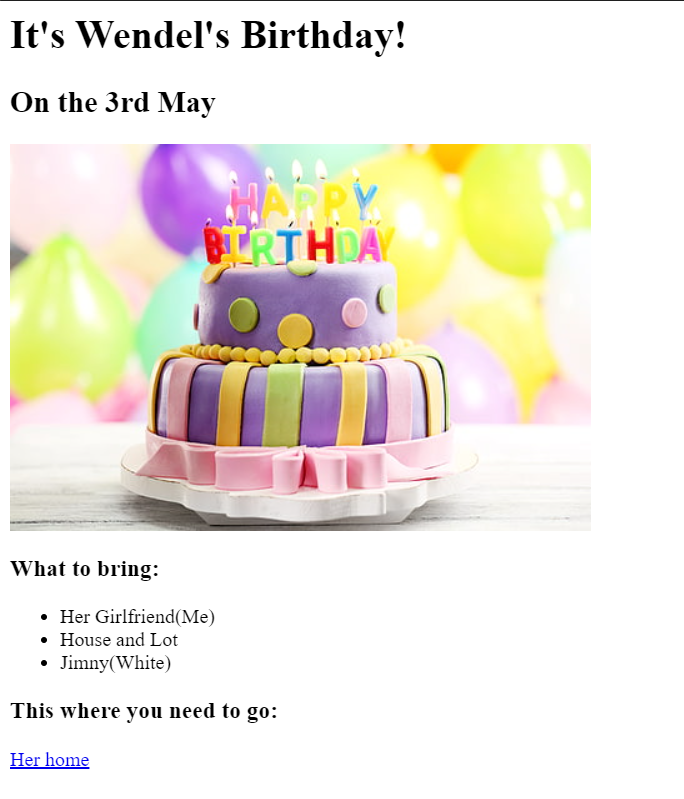 It's Wendel's Birthday!
On the 3rd May
HAPPY
BIRTHDAY
What to bring:
Her Girlfriend(Me)
House and Lot
Jimny(White)
This where you need to go:
Her home